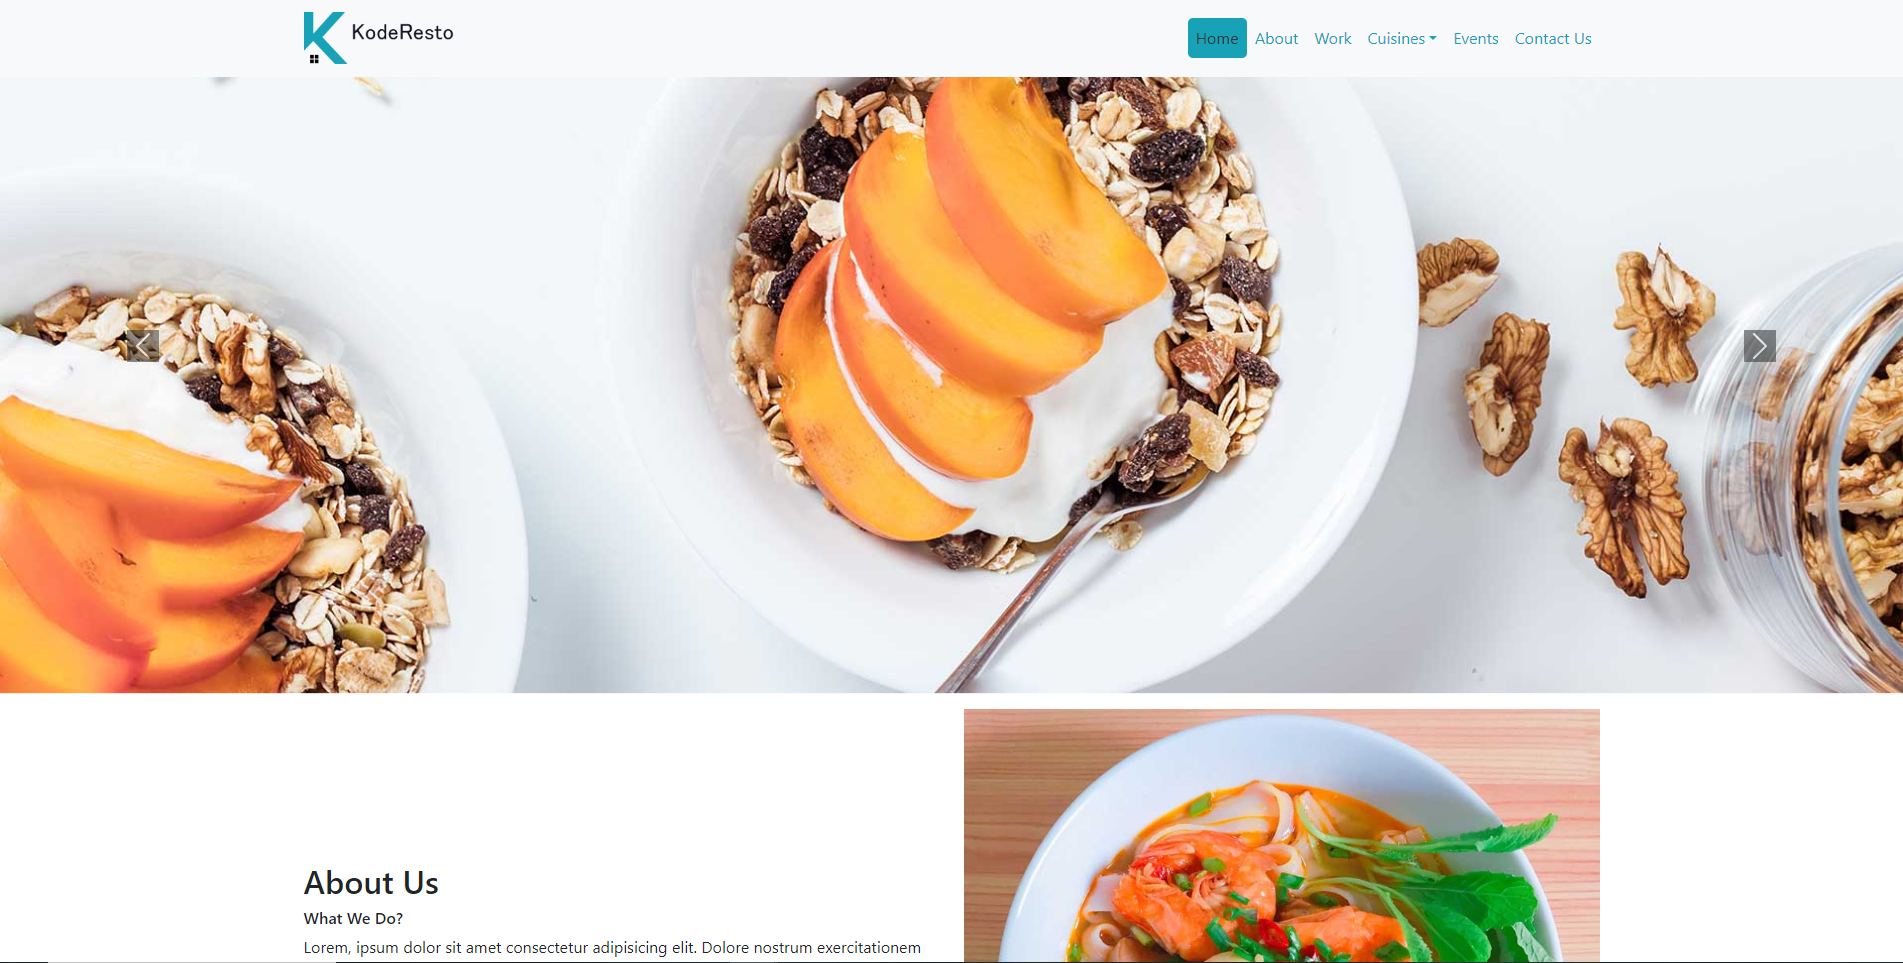 KodeResto
Home About Work Cuisines Events Contact Us
About Us
What We Do?
Lorem, ipsum dolor sit amet consectetur adipisicing elit. Dolore nostrum exercitationem